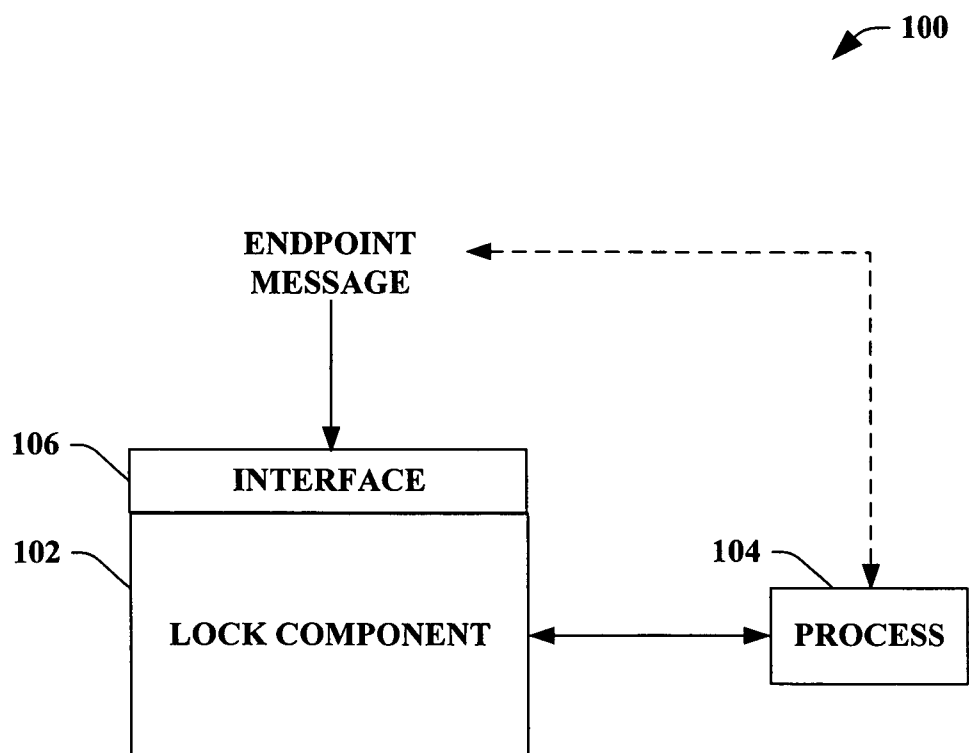 100
ENDPOINT
MESSAGE
106
INTERFACE
102
104
LOCK COMPONENT
PROCESS